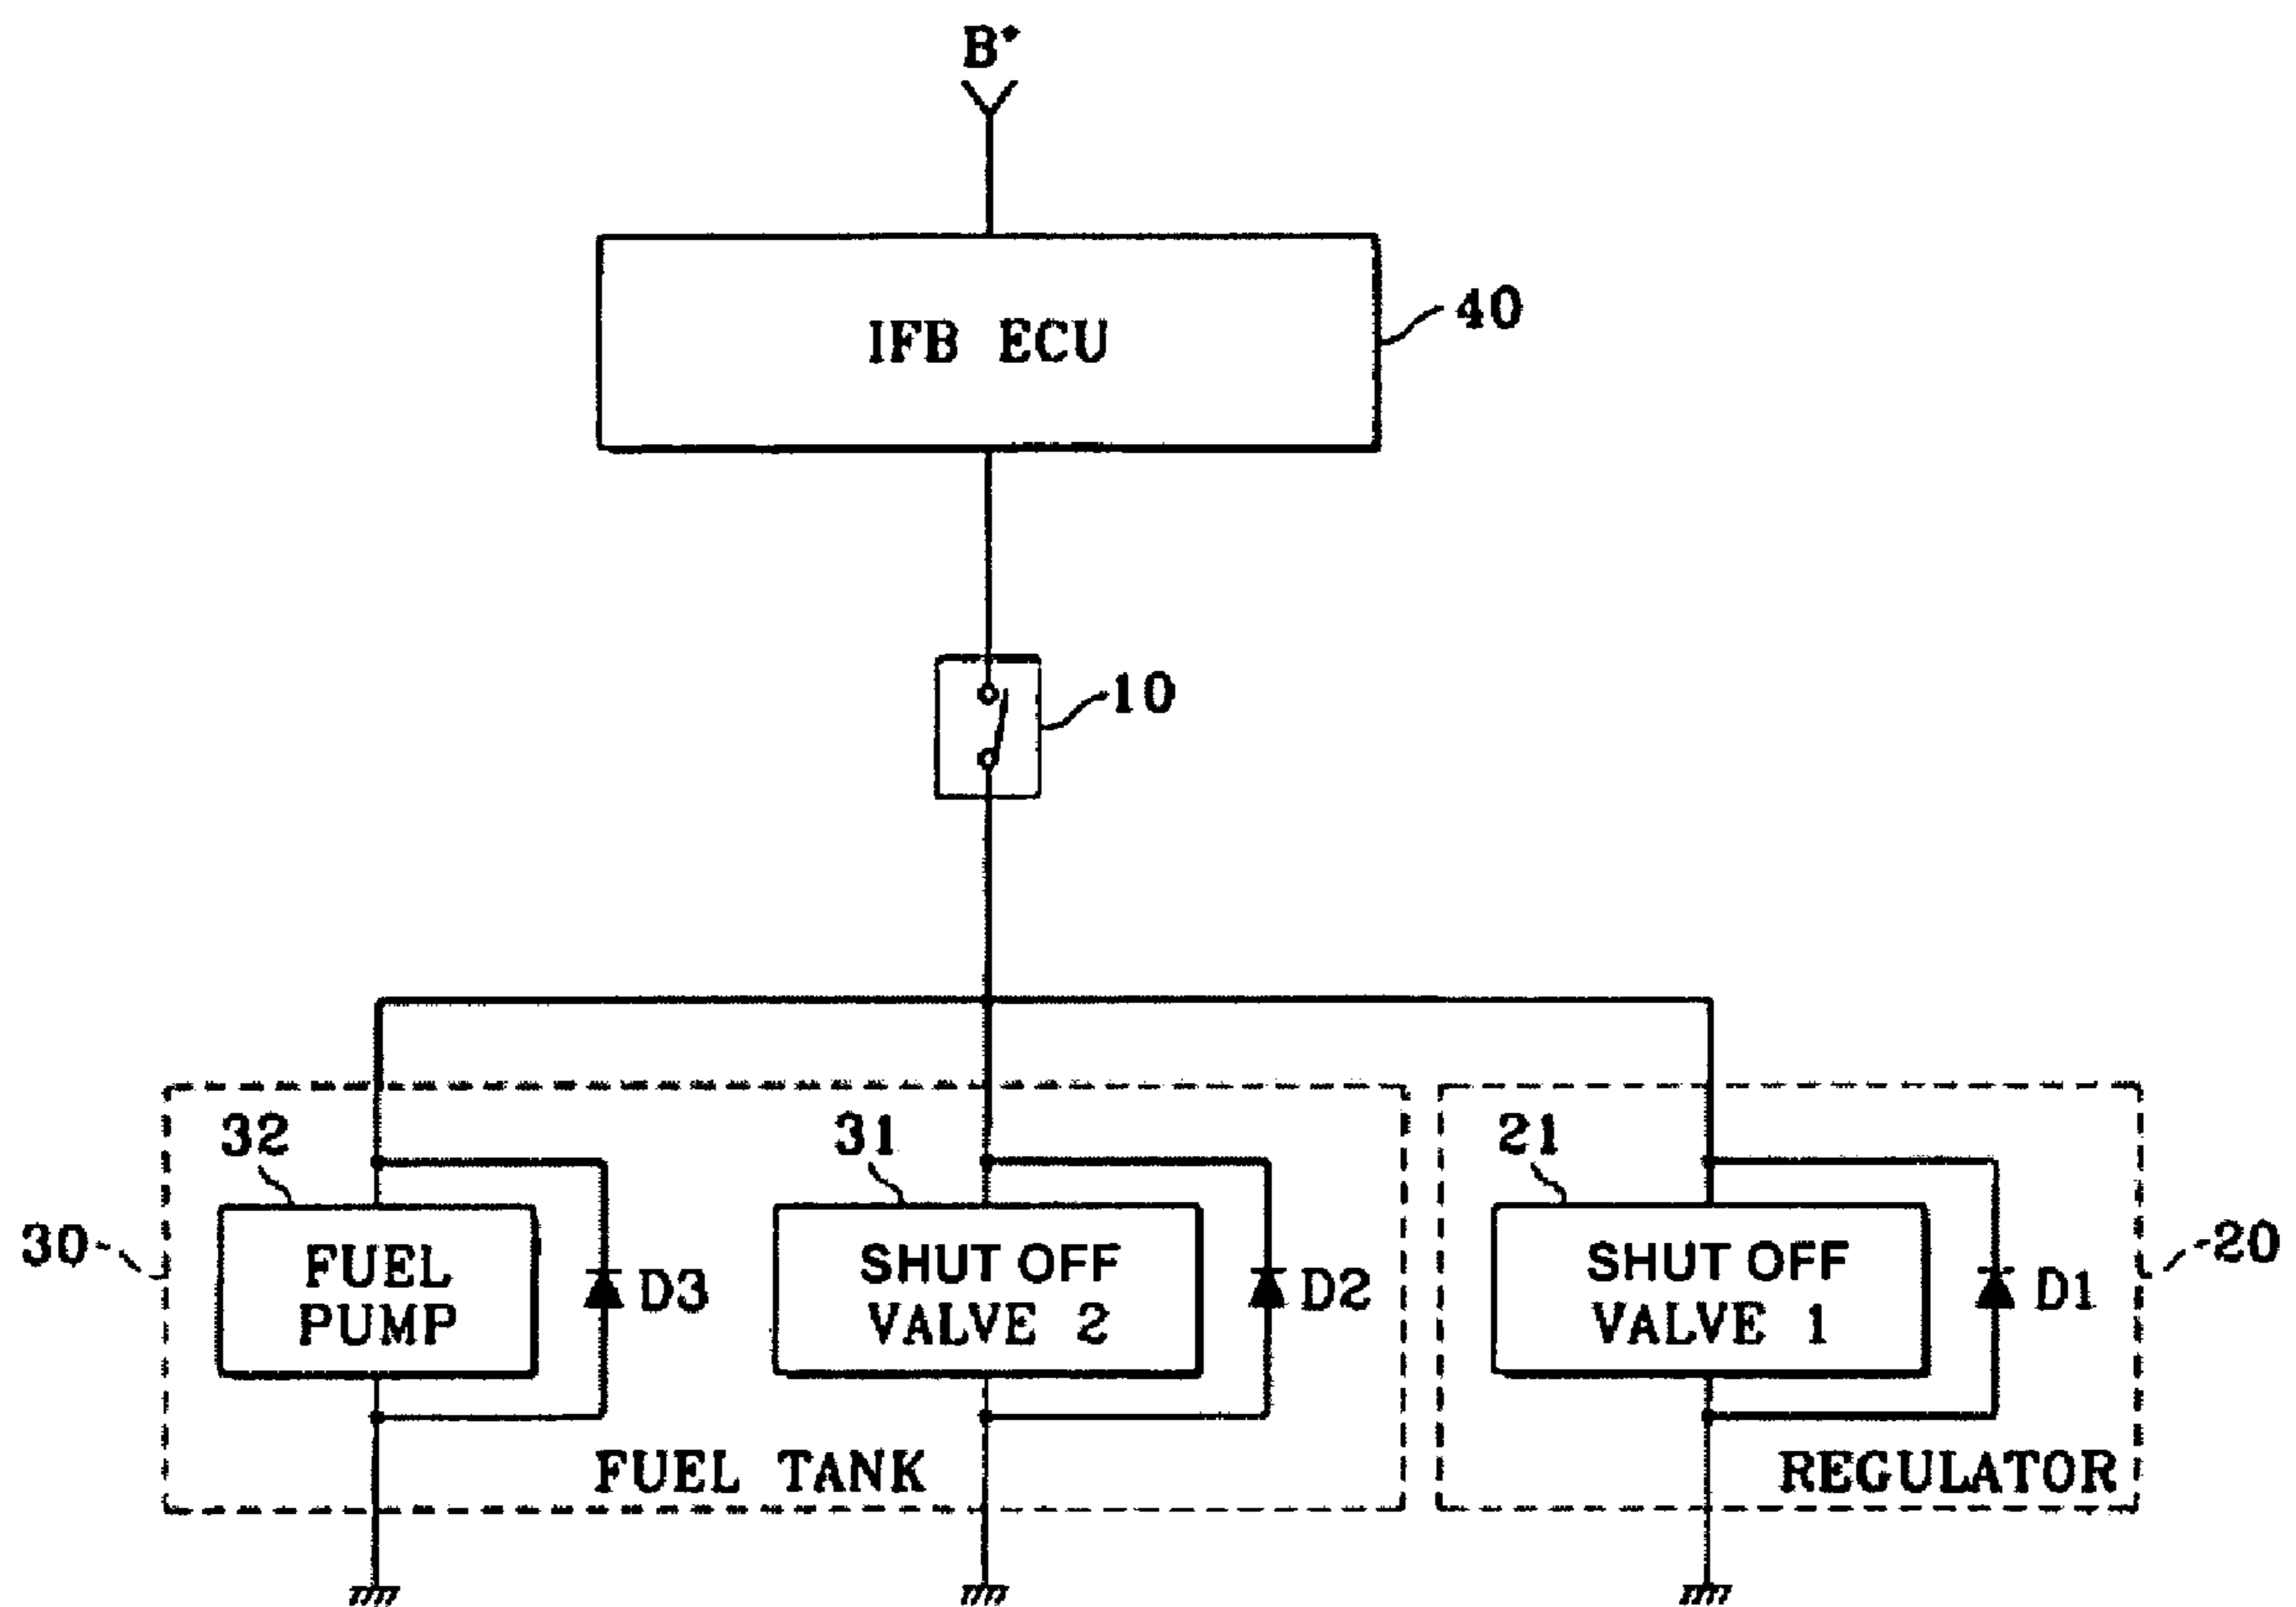 B+
IFB ECU
40
10
32
31
21
30
FUEL
PUMP
D3
SHUT OFF
VALVE 2
D2
SHUT OFF
VALVE 1
D1
20
FUEL TANK
REGULATOR